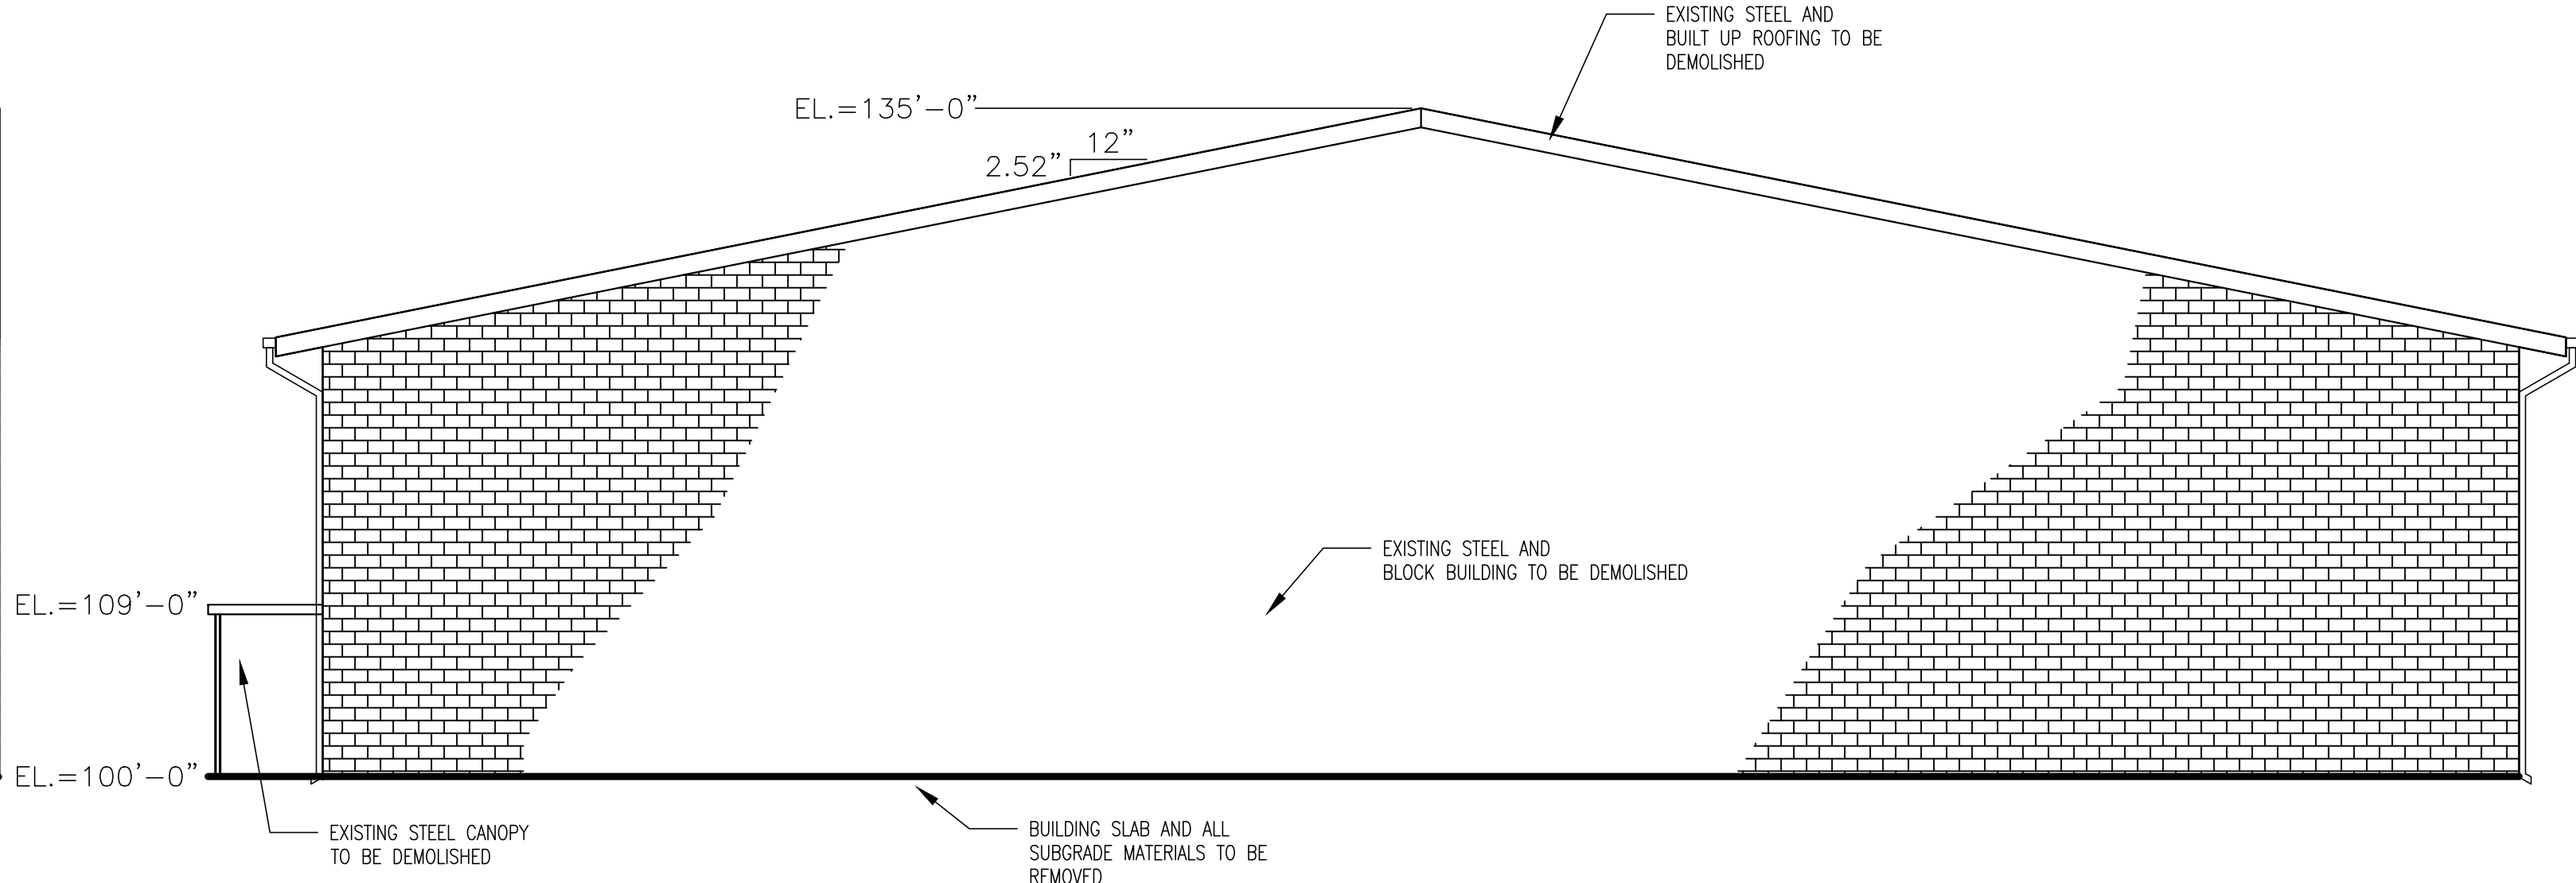 EXISTING STEEL AND
BUILT UP ROOFING TO BE
DEMOLISHED
EL.=135'-0"
12"
2.52"
EXISTING STEEL AND
BLOCK BUILDING TO BE DEMOLISHED
EL.=109'-0"
EL.=100'-0"
EXISTING STEEL CANOPY
TO BE DEMOLISHED
BUILDING SLAB AND ALL
SUBGRADE MATERIALS TO BE
REMOVED